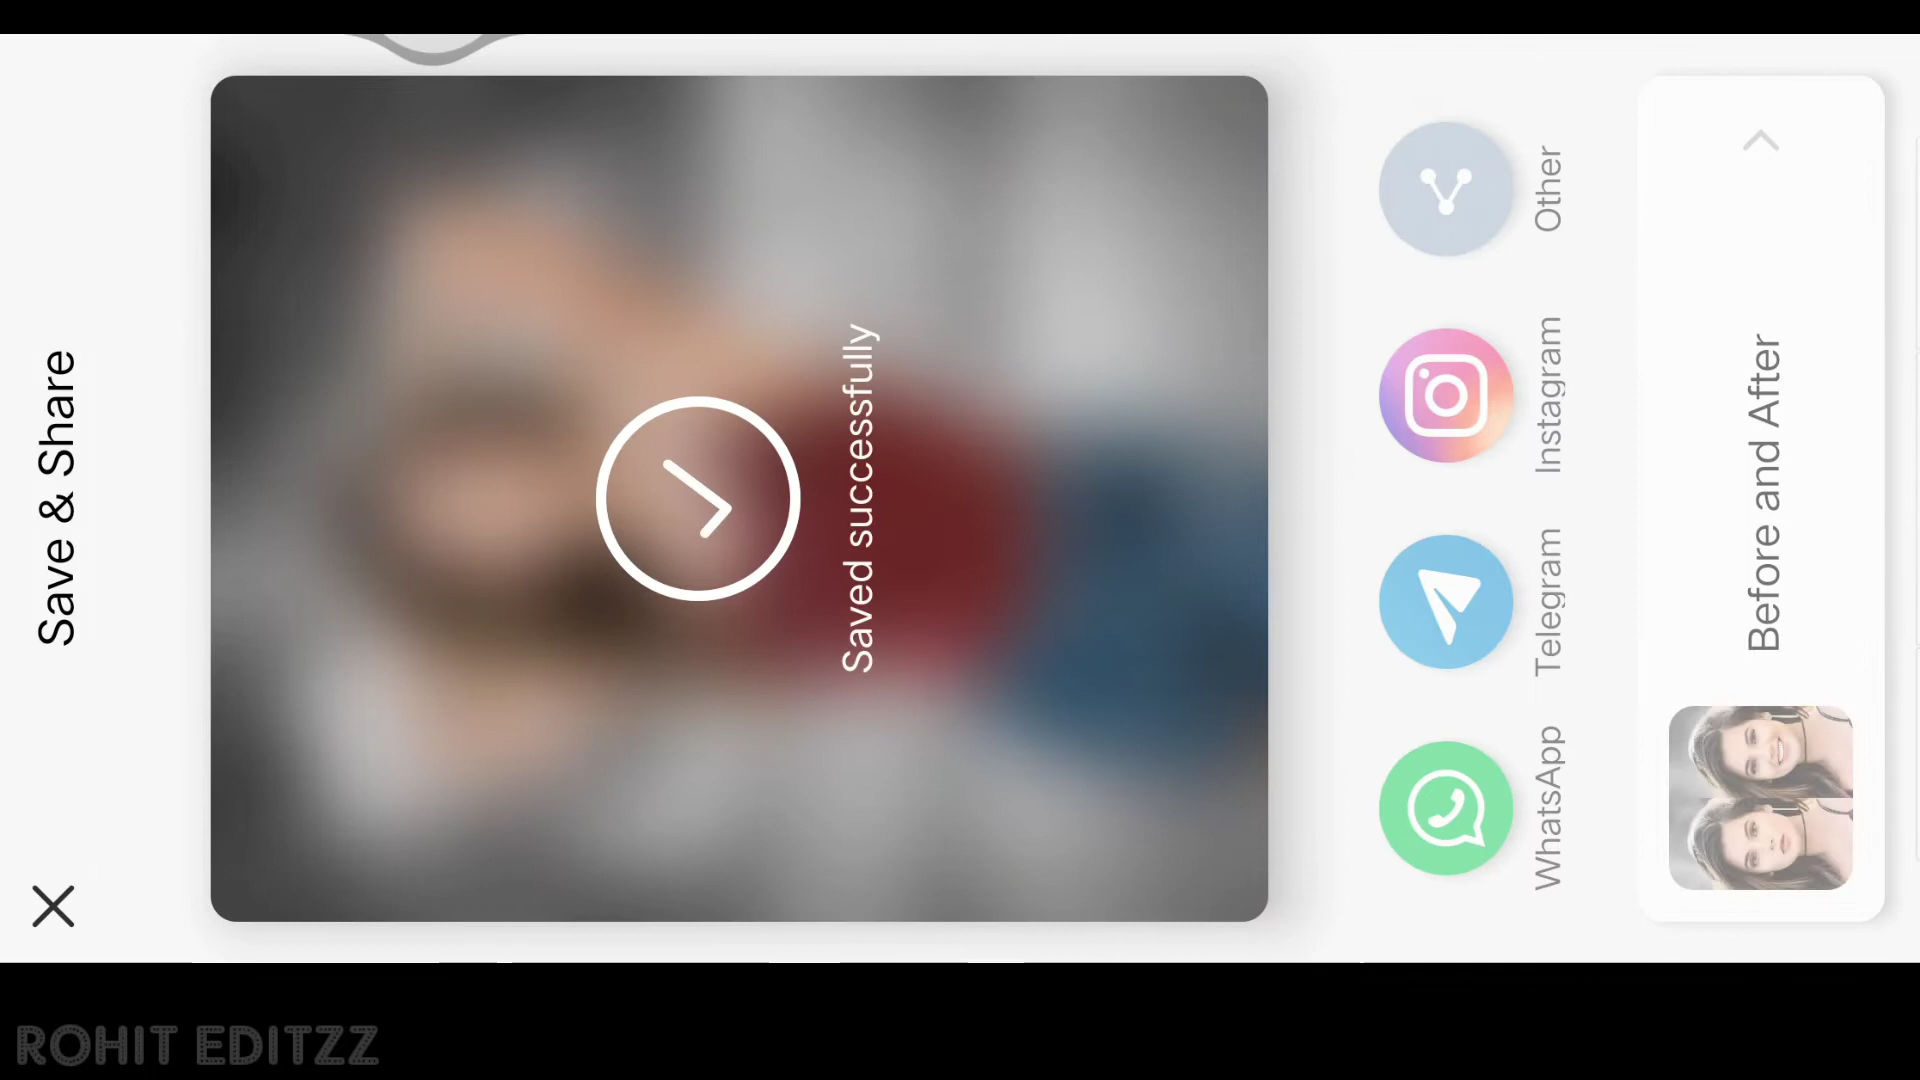 Save & Share
Saved successfully
WhatsApp
Telegram
Instagram
Other
Before and After
ROHIT EDITZZ